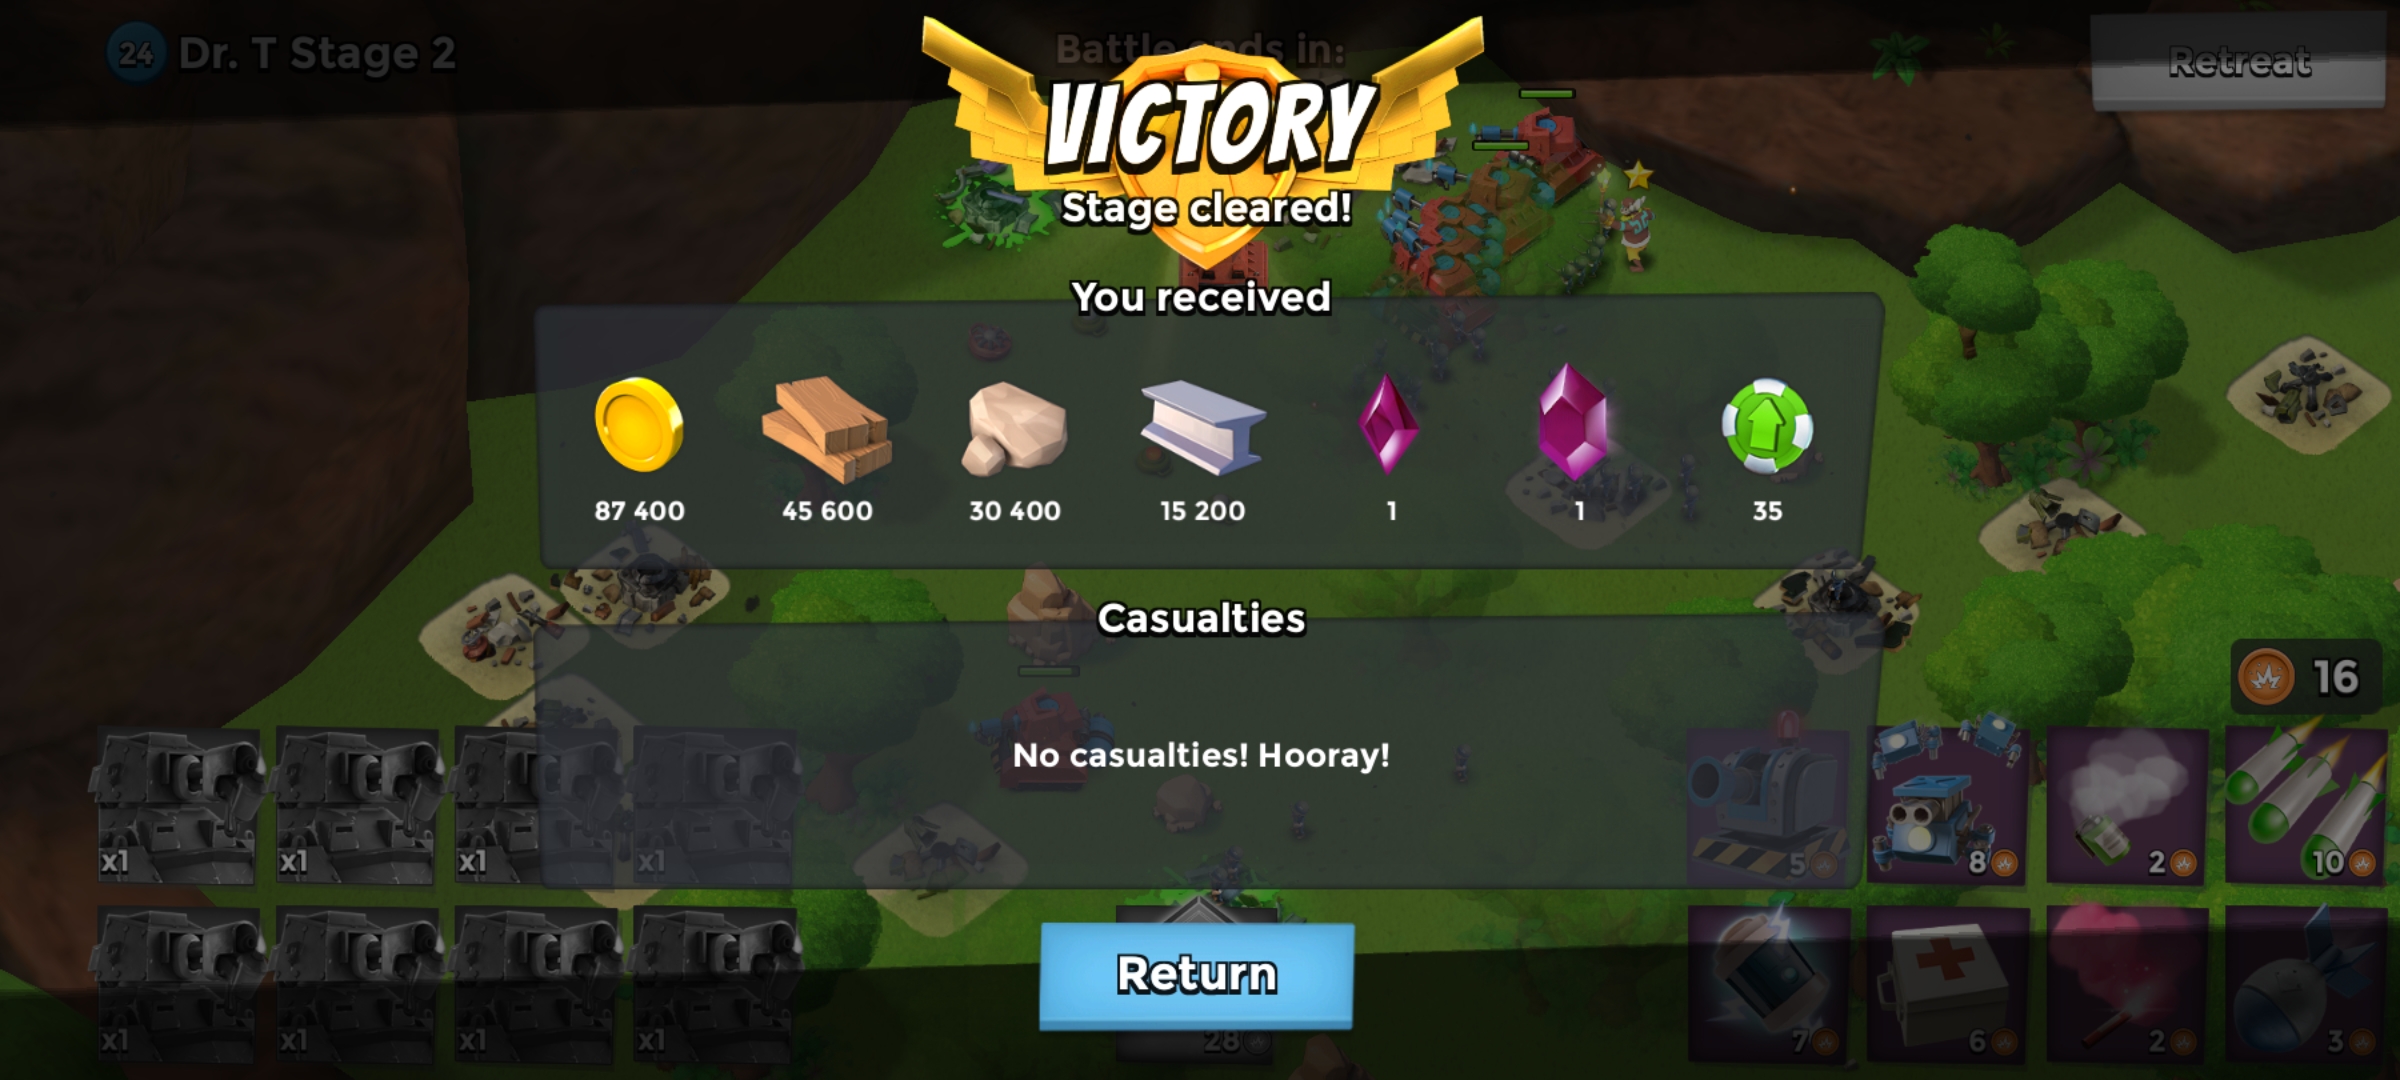 24 Dr. T Stage 2
Battle ends in:
Retreat
VICTORY
Stage cleared!
You received
87 400
45 600
30 400
15 200
1
1
35
Casualties
No casualties! Hooray!
16
x1
x1
x1
x1
5
8
2
10
x1
x1
x1
x1
Return
28
7
6
2
3